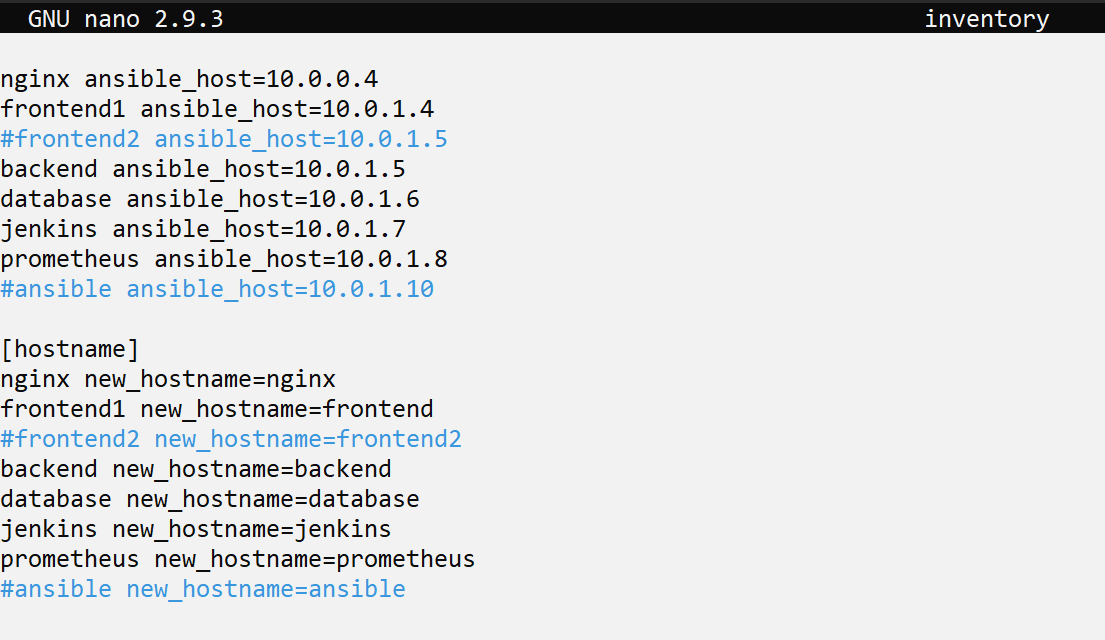 GNU nano 2.9.3 inventory
nginx ansible_host=10.0.0.4
frontend1 ansible_host=10.0.1.4
#frontend2 ansible_host=10.0.1.5
backend ansible_host=10.0.1.5
database ansible_host=10.0.1.6
jenkins ansible_host=10.0.1.7
prometheus ansible_host=10.0.1.8
#ansible ansible_host=10.0.1.10
[hostname]
nginx new_hostname=nginx
frontend1 new_hostname=frontend
#frontend2 new_hostname=frontend2
backend new_hostname=backend
database new_hostname=database
jenkins new_hostname=jenkins
prometheus new_hostname=prometheus
#ansible new_hostname=ansible